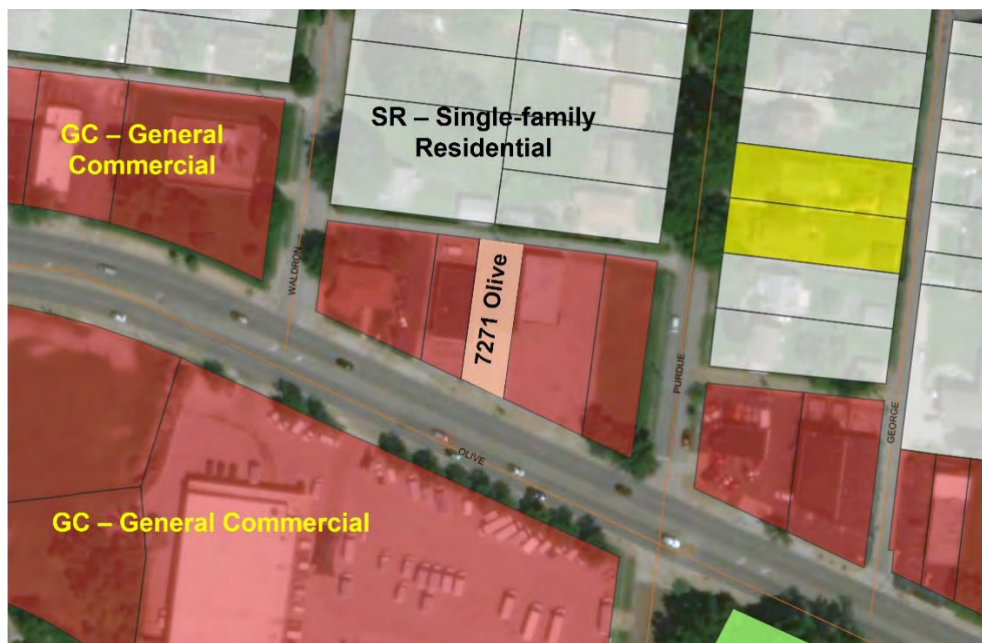 GC – General
Commercial
SR – Single-family
Residential
WALDRON
7271 Olive
PURDUE
GEORGE
OLIVE
GC – General Commercial